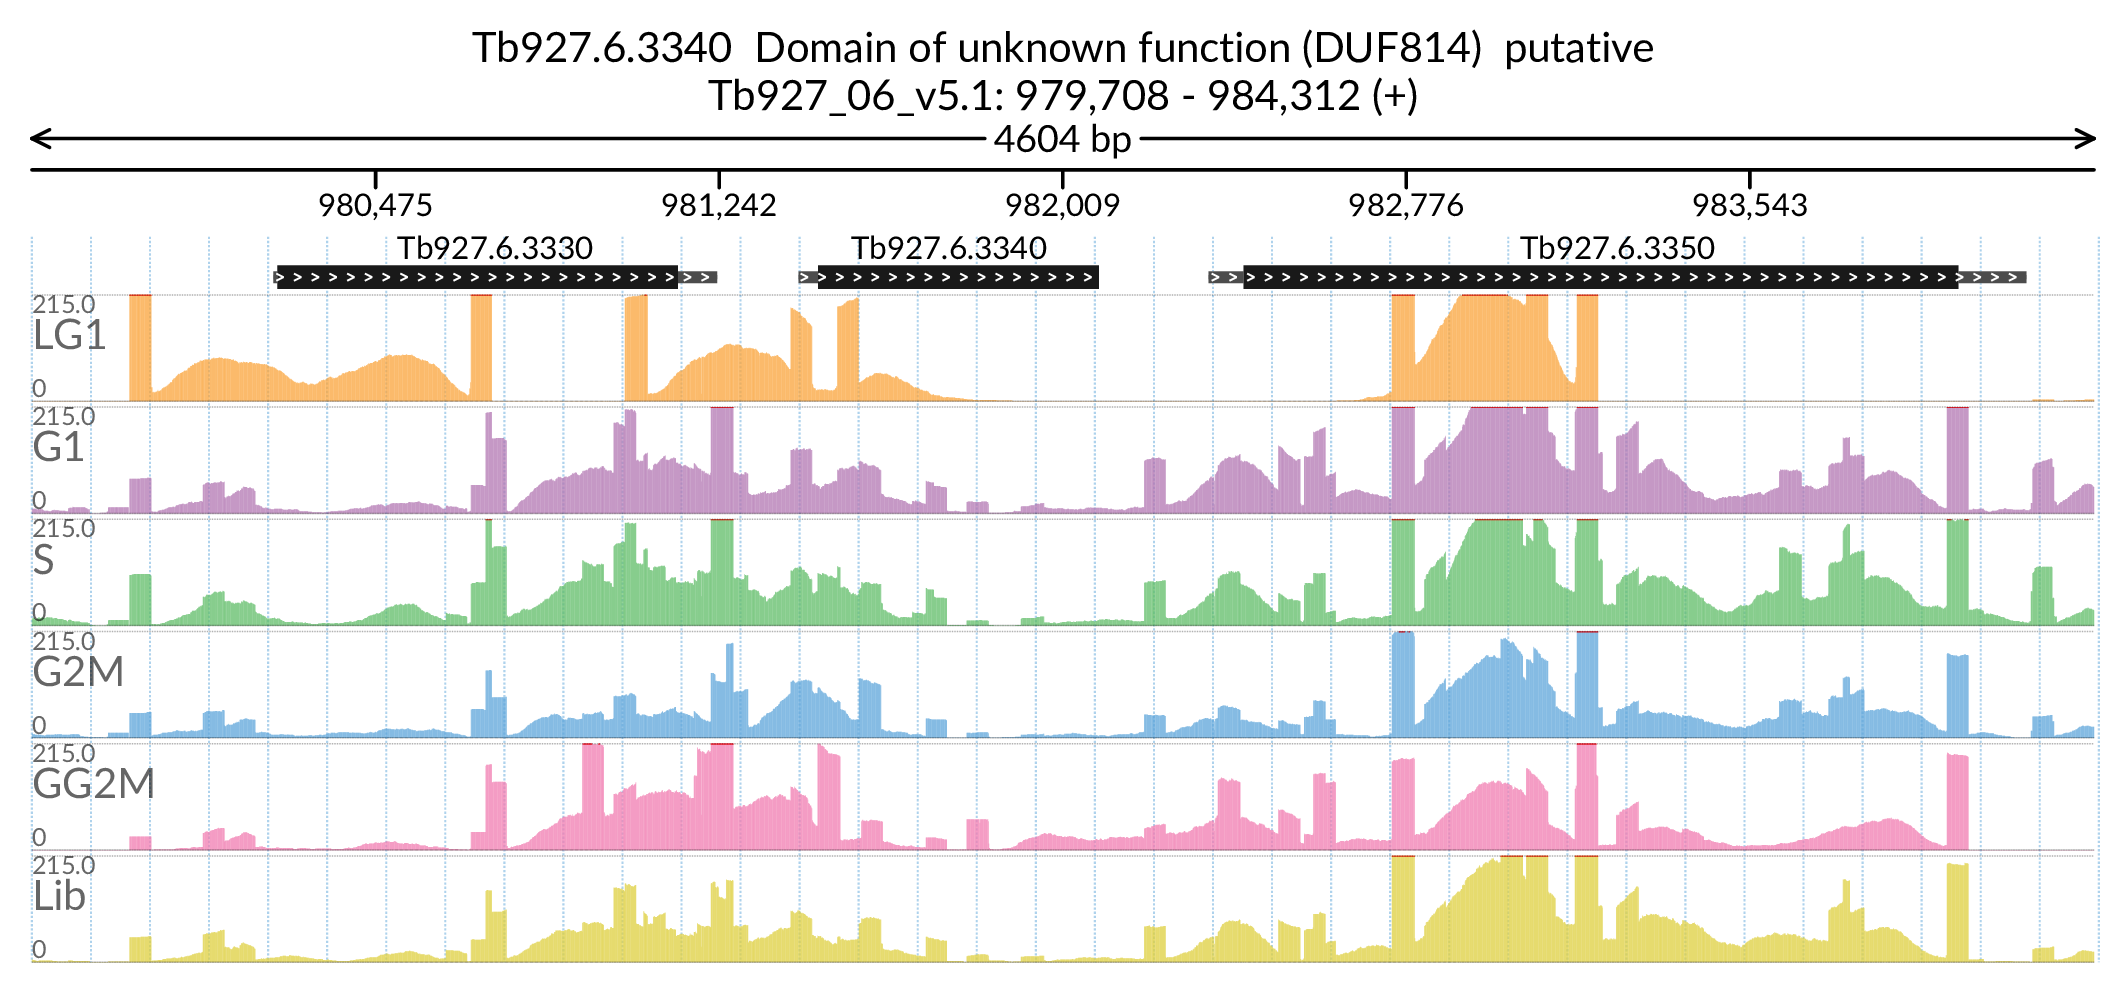 Tb927.6.3340  Domain of unknown function (DUF814)  putative
Tb927_06_v5.1: 979,708 - 984,312 (+)
4604 bp
980,475 981,242 982,009 982,776 983,543
Tb927.6.3330 Tb927.6.3340 Tb927.6.3350
215.0
LG1
0
215.0
G1
0
215.0
S
0
215.0
G2M
0
215.0
GG2M
0
215.0
Lib
0